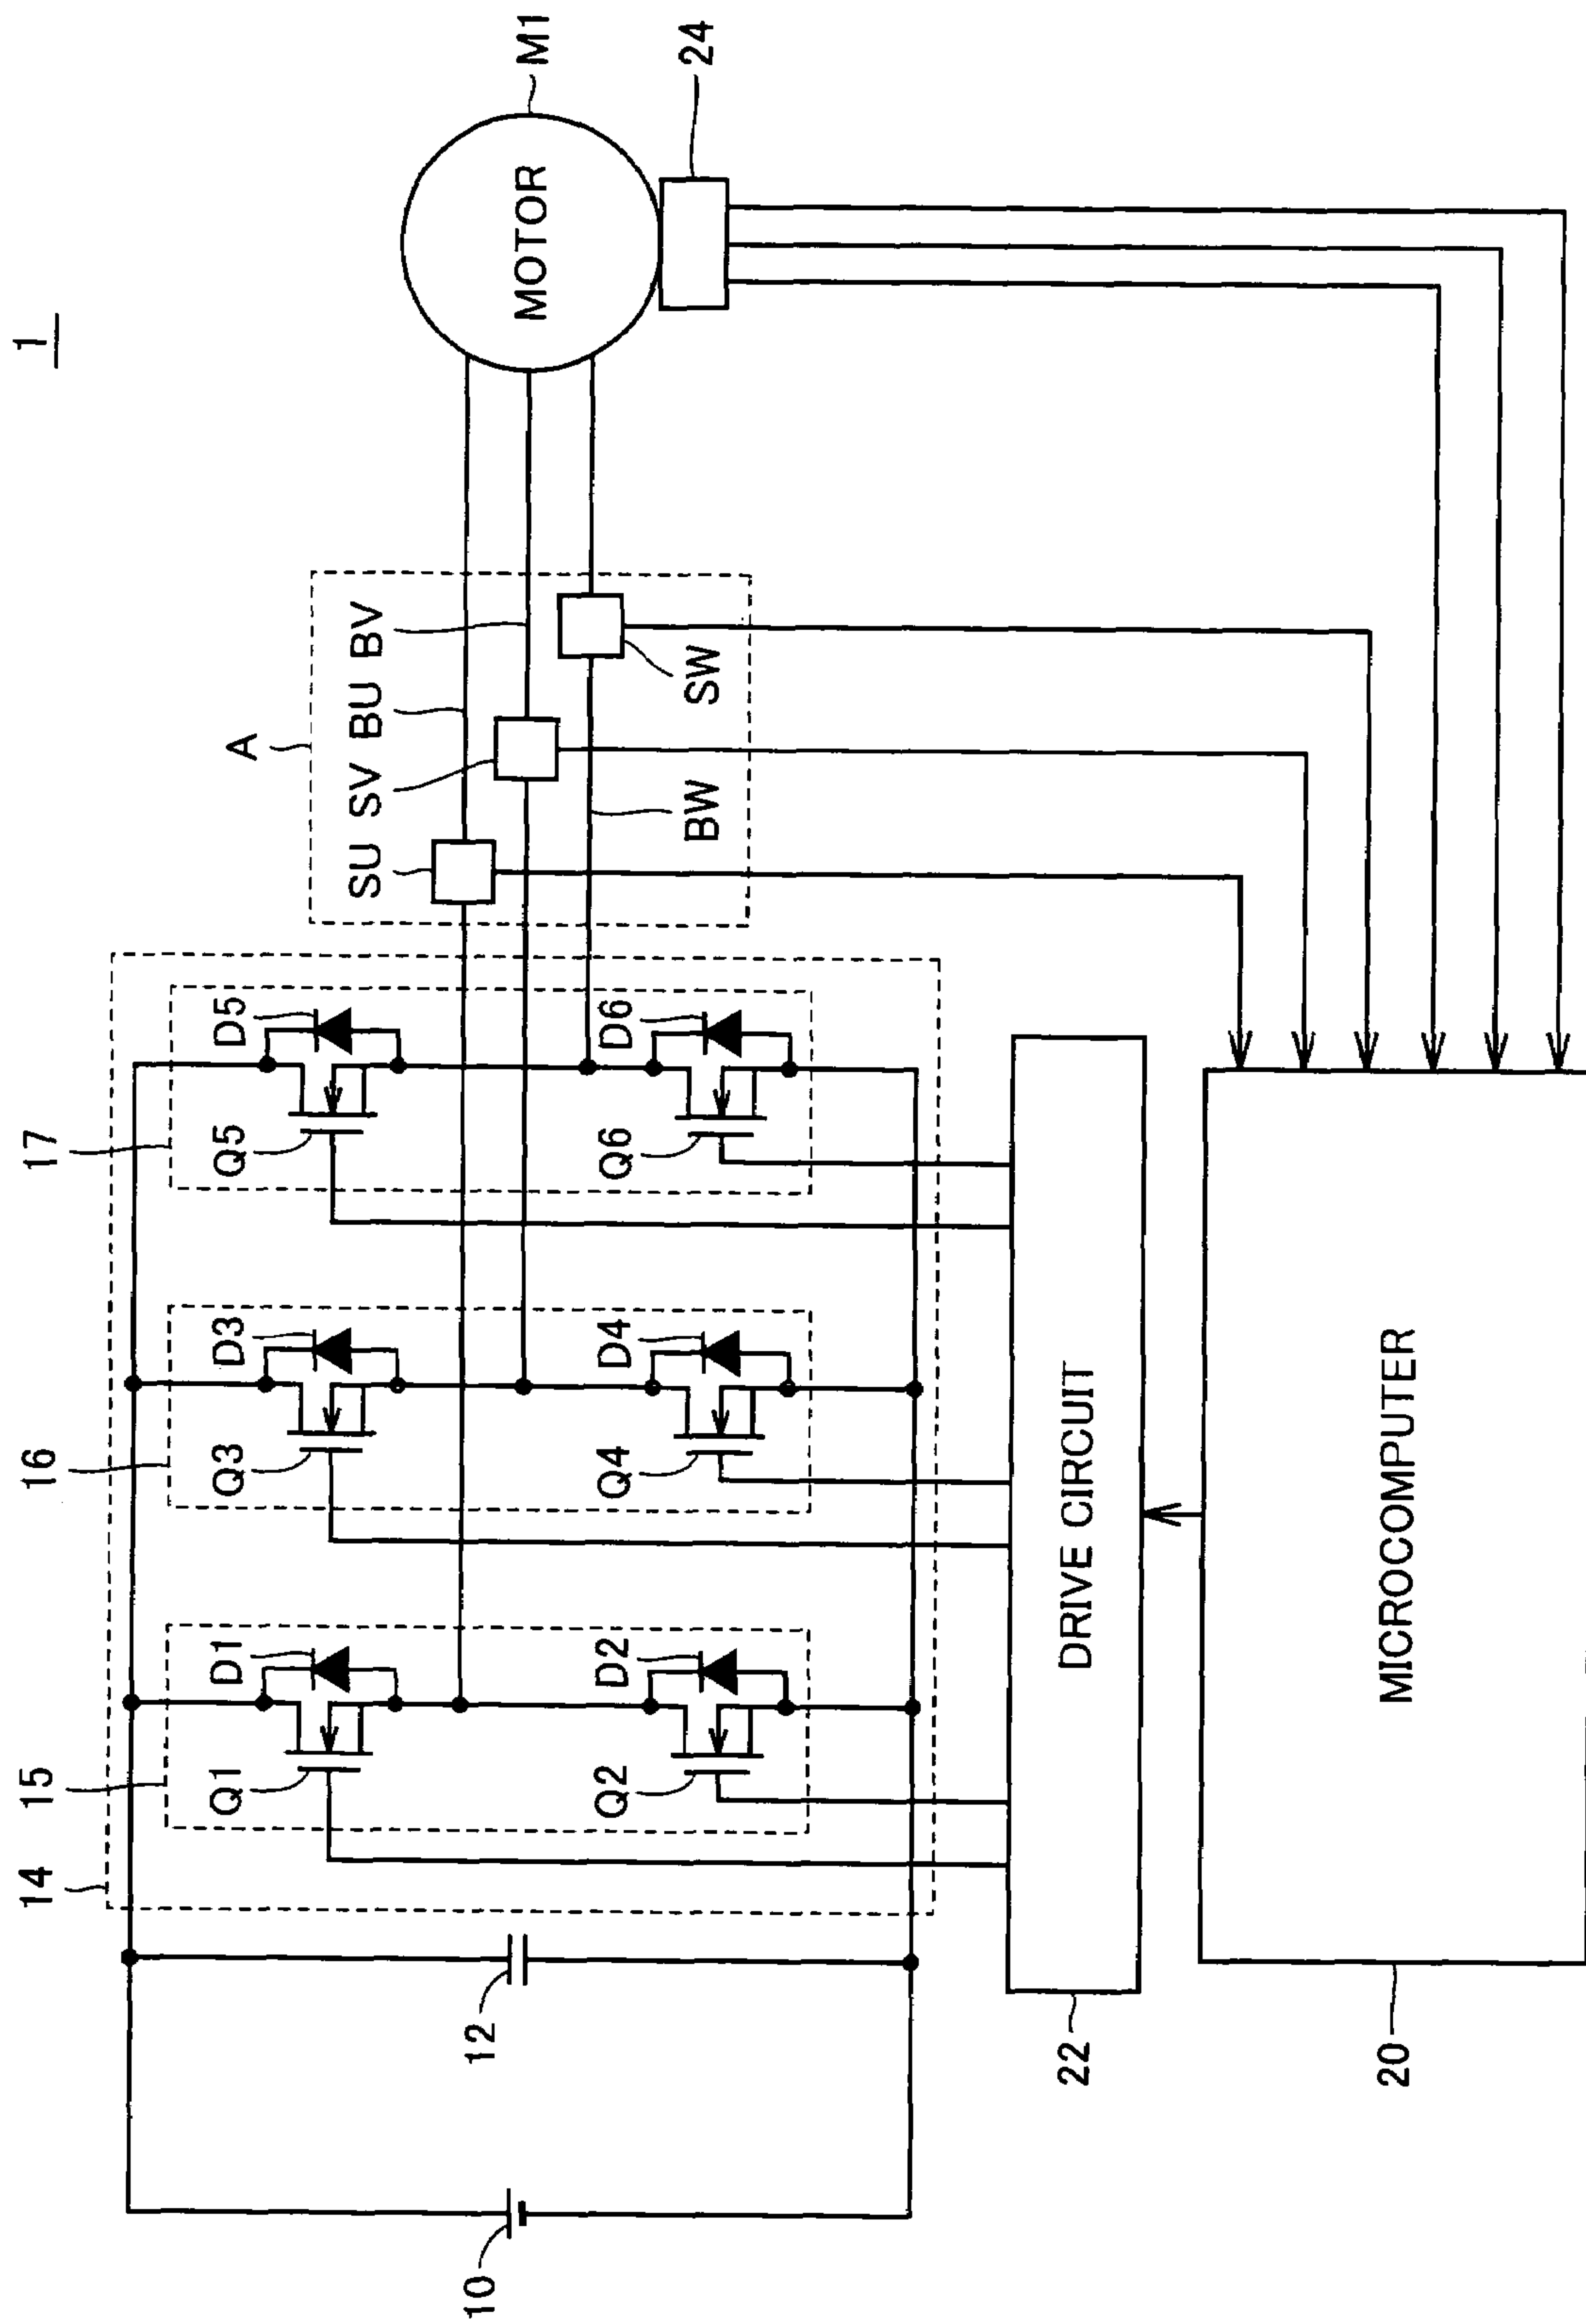 1
14
15
16
17
A
Q1
D1
Q3
D3
Q5
D5
SU
SV
BU
BV
M1
MOTOR
10
12
Q2
D2
Q4
D4
Q6
D6
BW
SW
24
22
DRIVE CIRCUIT
20
MICROCOMPUTER